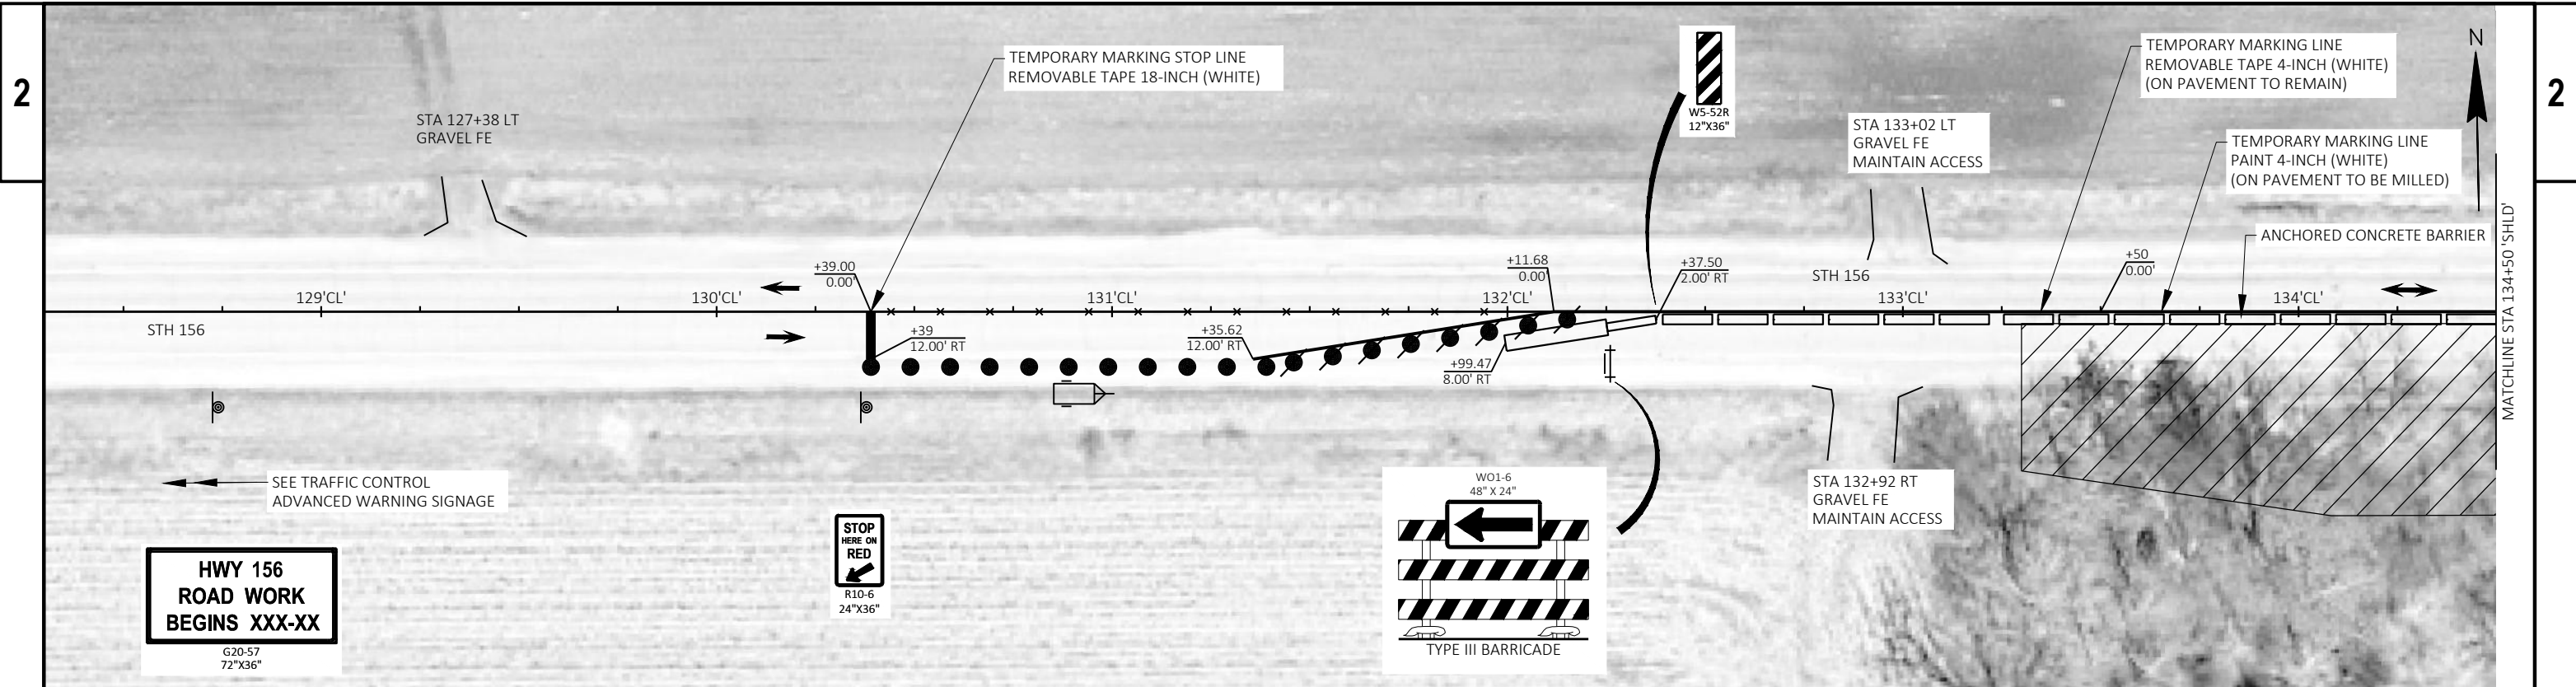 2
TEMPORARY MARKING STOP LINE
REMOVABLE TAPE 18-INCH (WHITE)
STA 127+38 LT
GRAVEL FE
W5-52R
12"X36"
STA 133+02 LT
GRAVEL FE
MAINTAIN ACCESS
TEMPORARY MARKING LINE
REMOVABLE TAPE 4-INCH (WHITE)
(ON PAVEMENT TO REMAIN)
TEMPORARY MARKING LINE
PAINT 4-INCH (WHITE)
(ON PAVEMENT TO BE MILLED)
ANCHORED CONCRETE BARRIER
N
2
MATCHLINE STA 134+50 'SHLD'
+39.00
0.00'
+11.68
0.00'
+37.50
2.00' RT
STH 156
+50
0.00'
129'CL'
130'CL'
131'CL'
132'CL'
133'CL'
134'CL'
STH 156
+39
12.00' RT
+35.62
12.00' RT
+99.47
8.00' RT
SEE TRAFFIC CONTROL
ADVANCED WARNING SIGNAGE
HWY 156
ROAD WORK
BEGINS XXX-XX
G20-57
72"X36"
STOP
HERE ON
RED
R10-6
24"X36"
WO1-6
48" X 24"
TYPE III BARRICADE
STA 132+92 RT
GRAVEL FE
MAINTAIN ACCESS